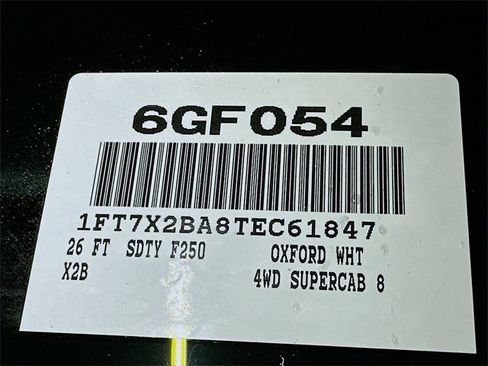 6GF054
1FT7X2BA8TEC61847
26 FT SDTY F250 OXFORD WHT
X2B 4WD SUPERCAB 8